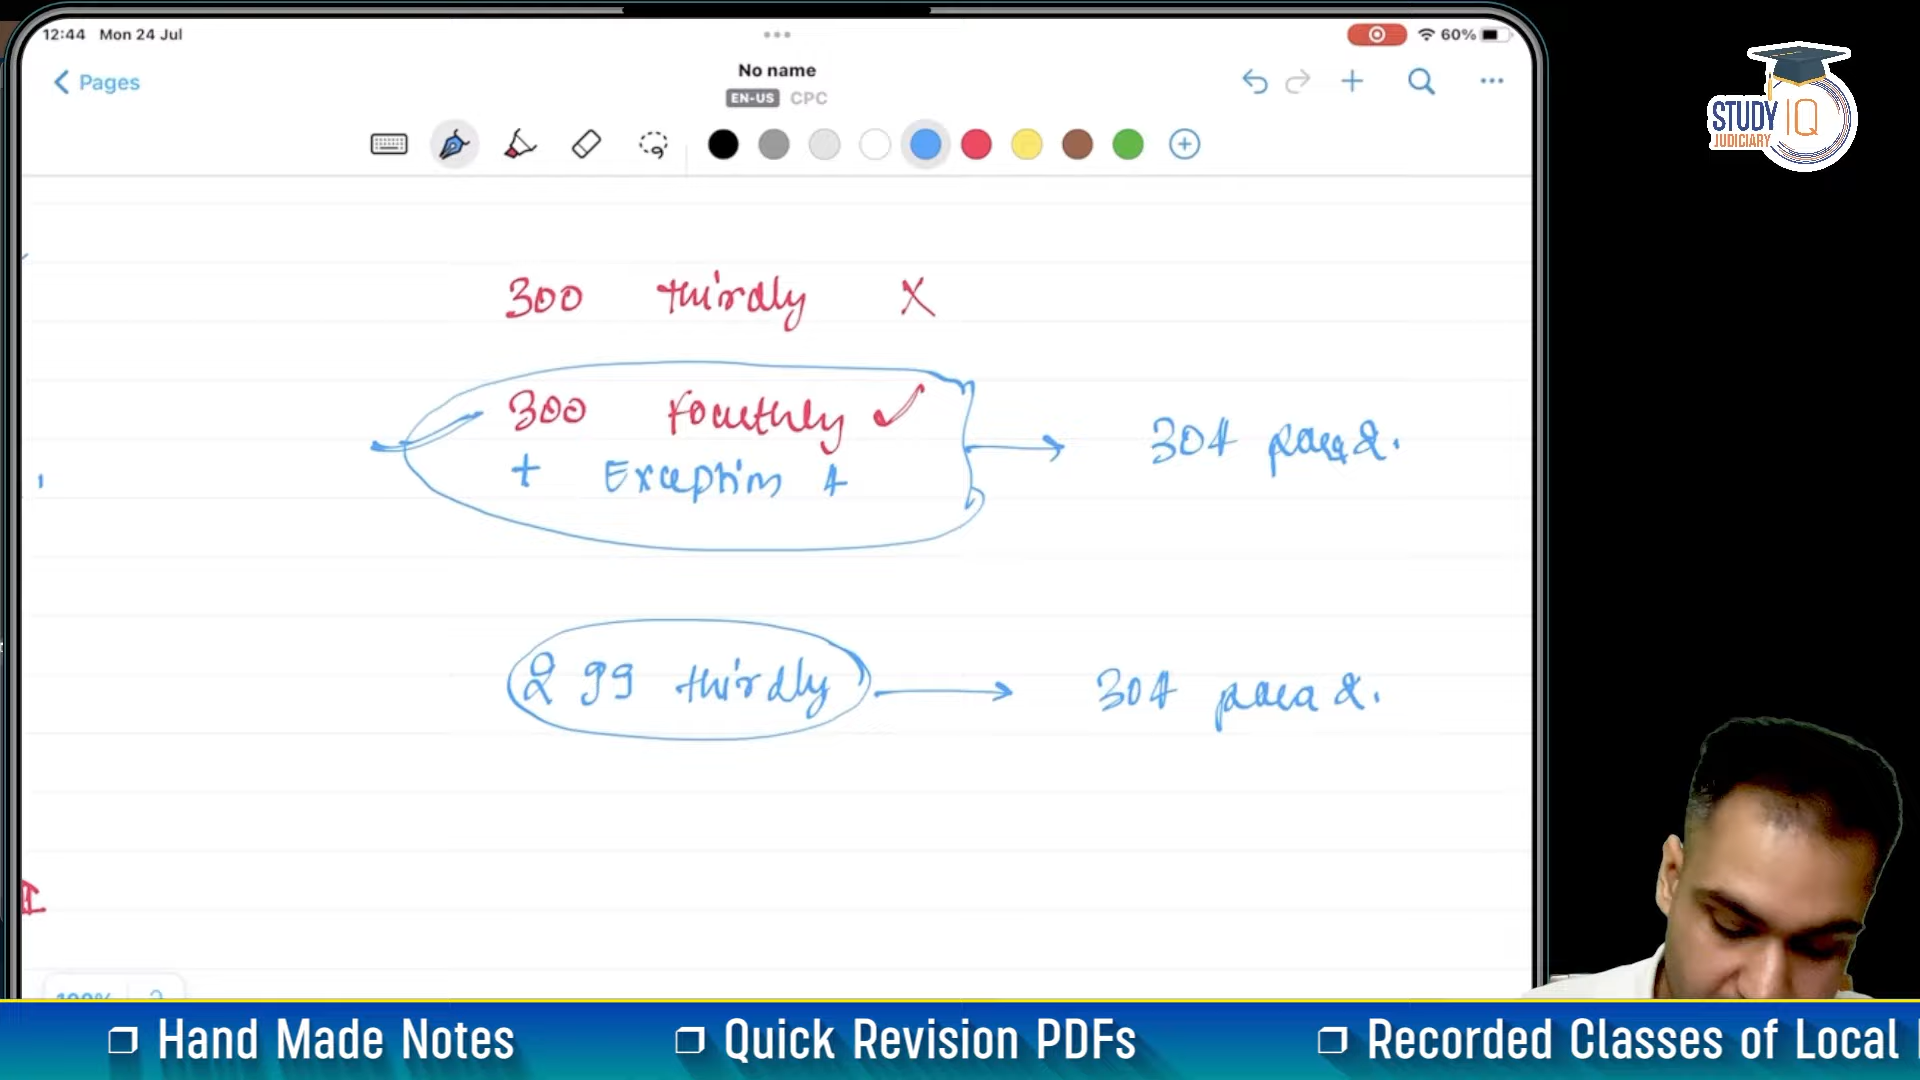 12:44 Mon 24 Jul
60%
Pages
No name
EN-US CPC
STUDY IQ
JUDICIARY
300 thirdly X
300 Fourthly ✓
+ Exception 4
304 para 2.
299 thirdly
304 para 2.
Hand Made Notes
Quick Revision PDFs
Recorded Classes of Local